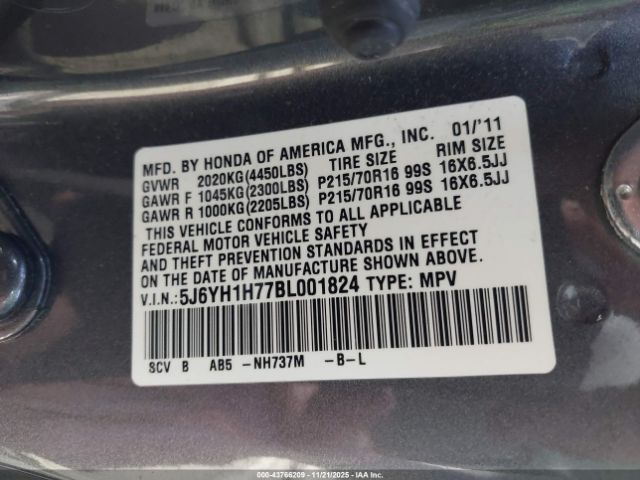 MFD. BY HONDA OF AMERICA MFG., INC. 01/'11
GVWR 2020KG(4450LBS) TIRE SIZE RIM SIZE
GAWR F 1045KG(2300LBS) P215/70R16 99S 16X6.5JJ
GAWR R 1000KG(2205LBS) P215/70R16 99S 16X6.5JJ
THIS VEHICLE CONFORMS TO ALL APPLICABLE
FEDERAL MOTOR VEHICLE SAFETY
AND THEFT PREVENTION STANDARDS IN EFFECT
ON THE DATE OF MANUFACTURE SHOWN ABOVE.
V.I.N.:5J6YH1H77BL001824 TYPE: MPV
SCV B AB5 -NH737M -B-L
000-43766209 - 11/21/2025 - IAAI.COM